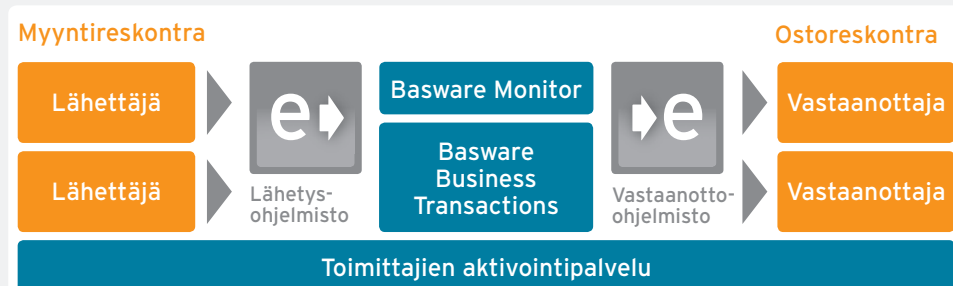 Myyntireskontra
Ostoreskontra
Lähettäjä
e
Basware Monitor
e
Vastaanottaja
Lähettäjä
Lähetys-
ohjelmisto
Basware
Business
Transactions
Vastaanotto-
ohjelmisto
Vastaanottaja
Toimittajien aktivointipalvelu